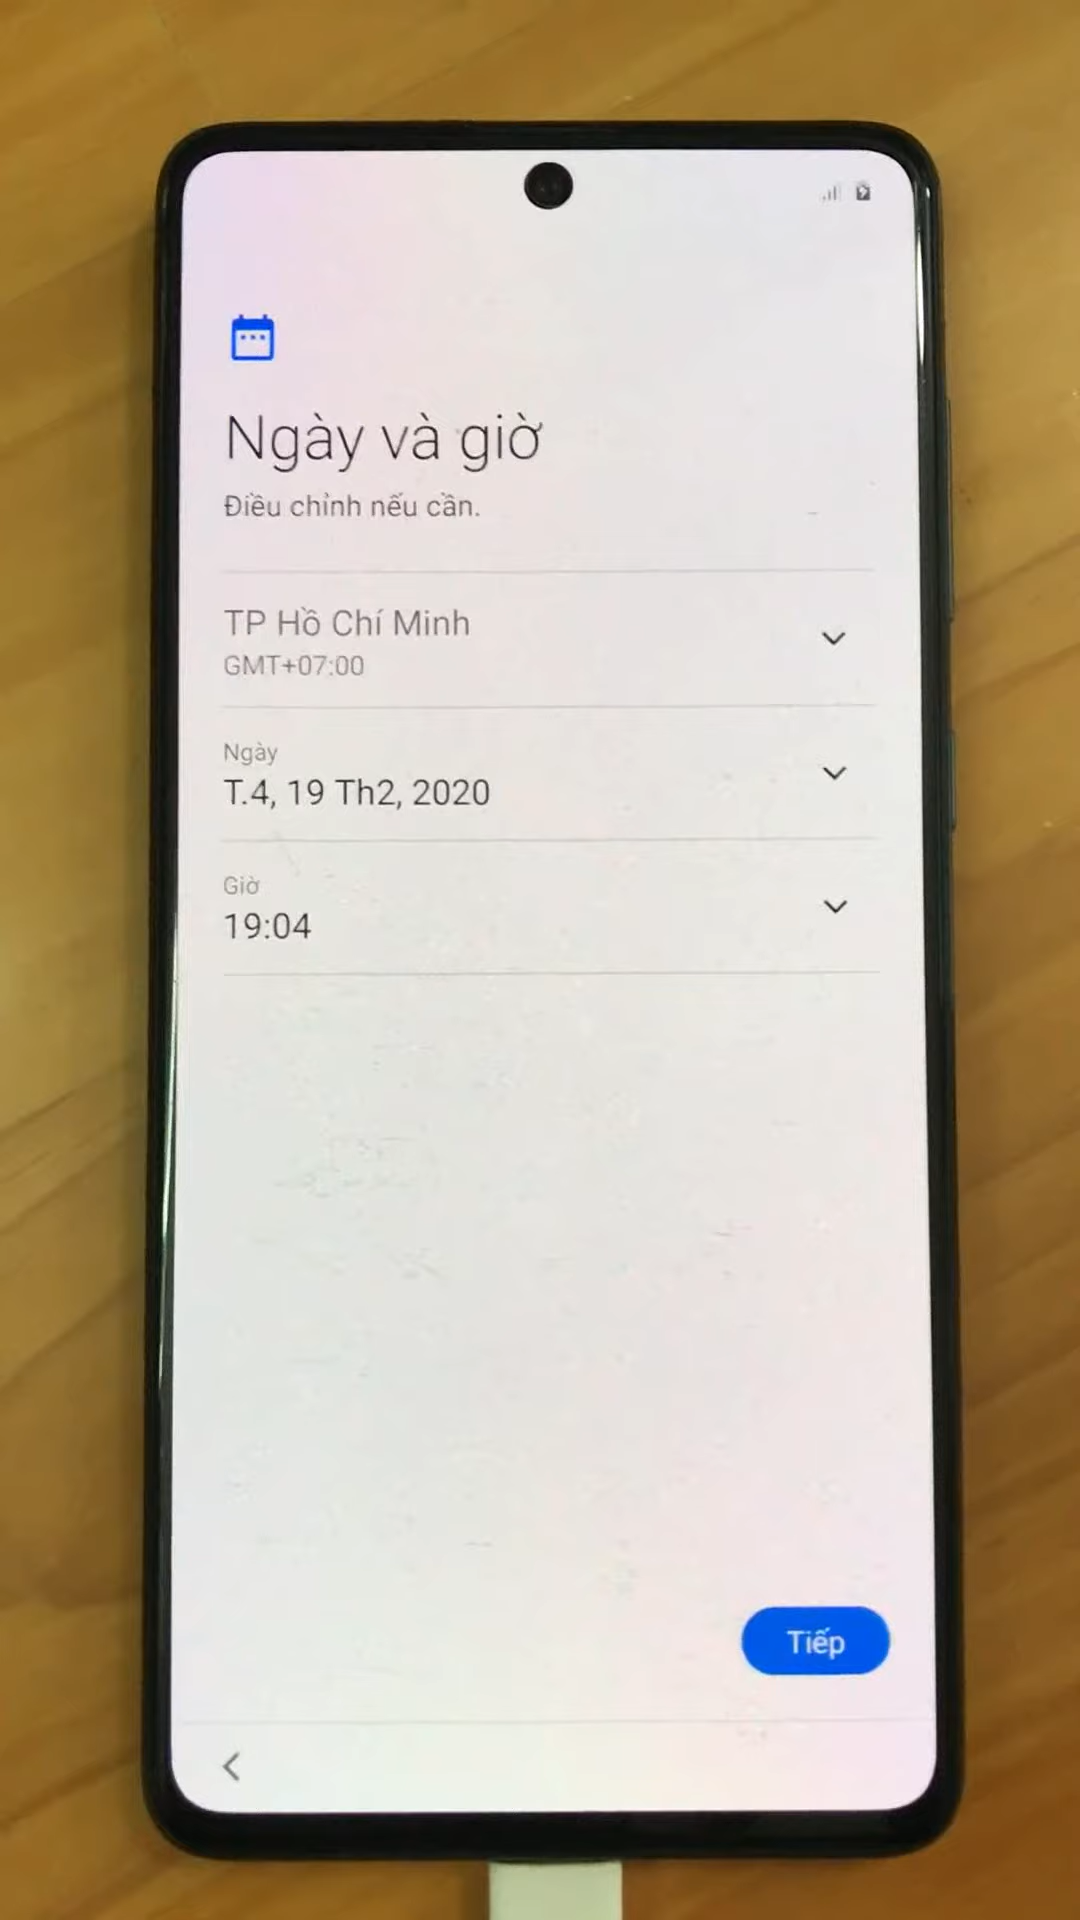 Ngày và giờ
Điều chỉnh nếu cần.
TP Hồ Chí Minh
GMT+07:00
Ngày
T.4, 19 Th2, 2020
Giờ
19:04
Tiếp